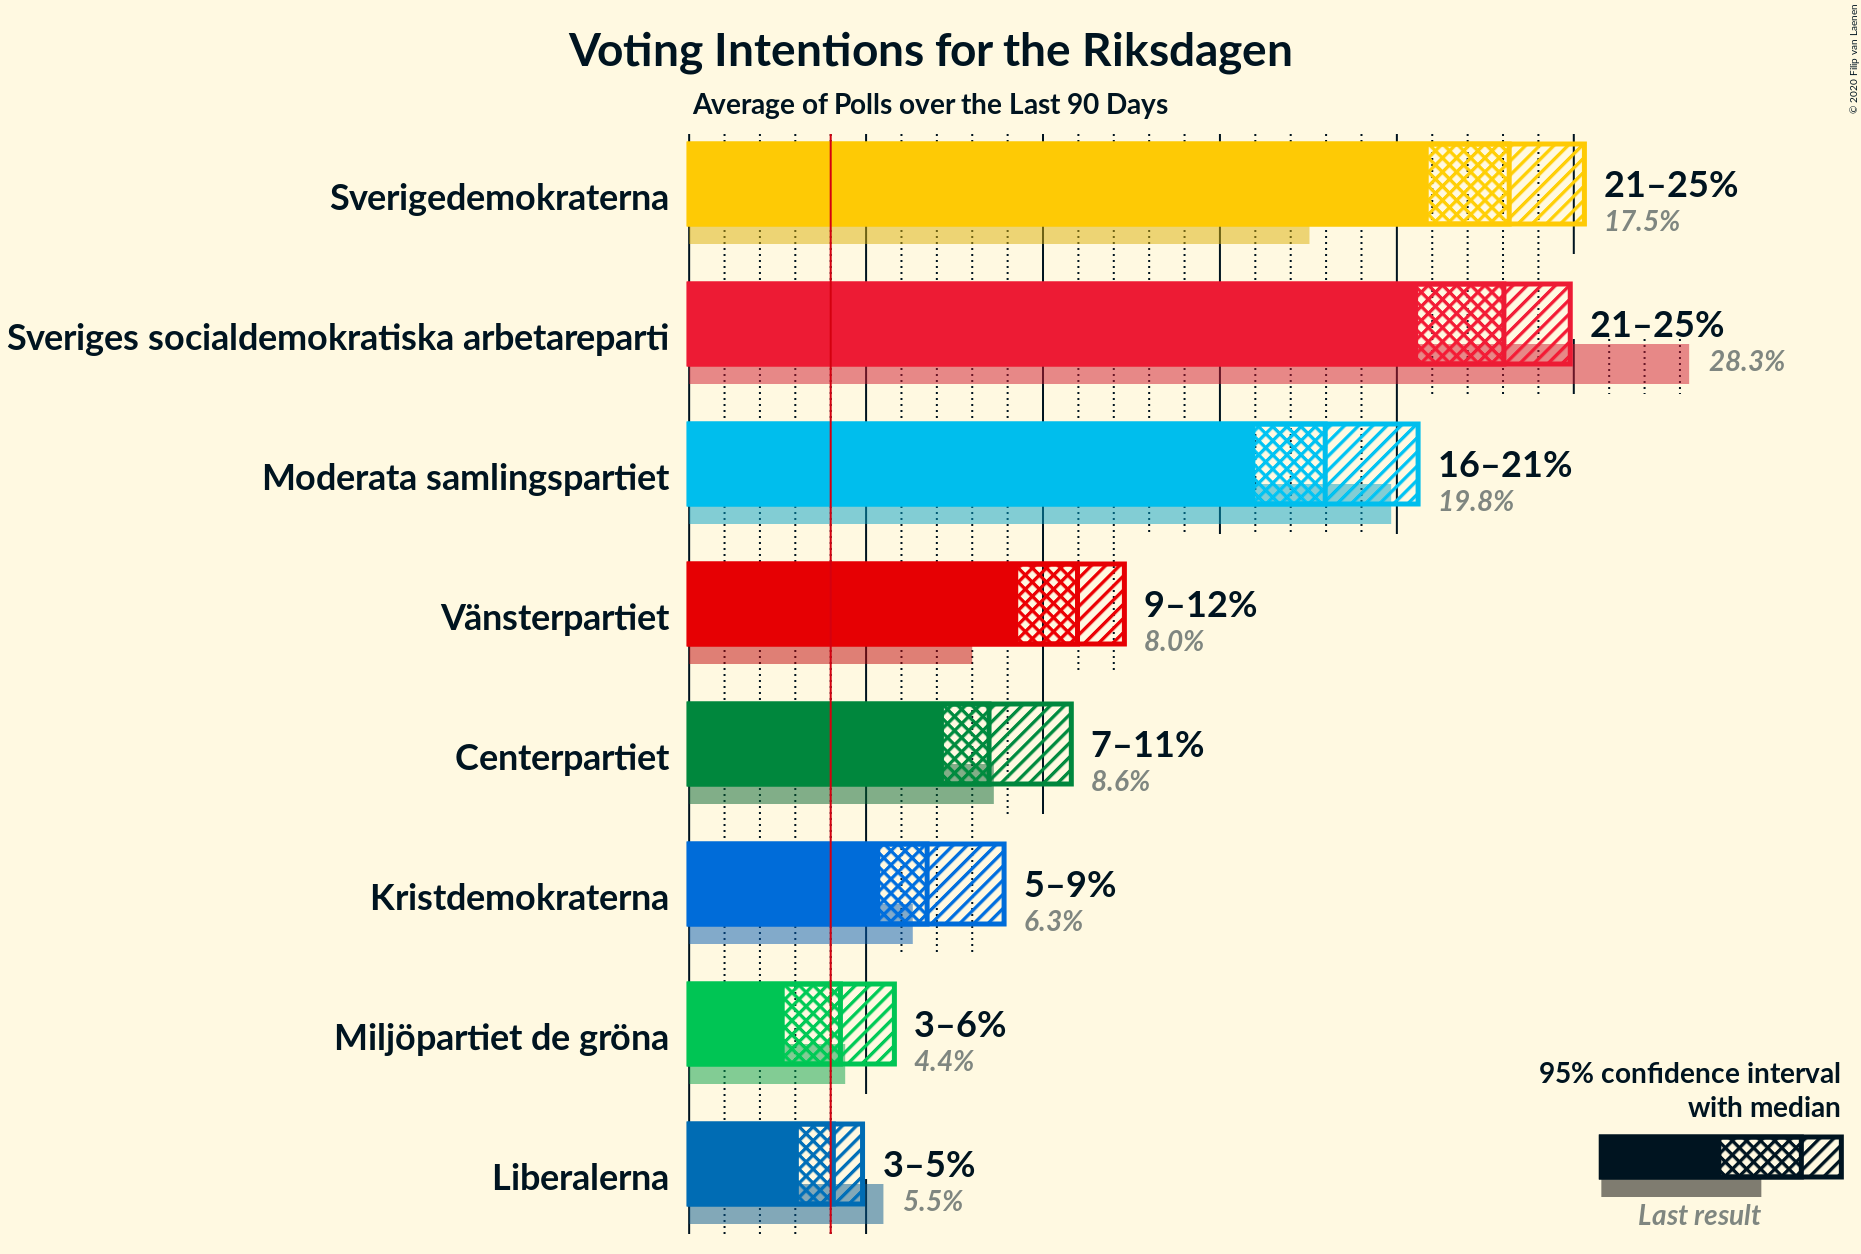 © 2020 Filip van Laenen
Voting Intentions for the Riksdagen
Average of Polls over the Last 90 Days
Sverigedemokraterna
21–25%
17.5%
Sveriges socialdemokratiska arbetareparti
21–25%
28.3%
Moderata samlingspartiet
16–21%
19.8%
Vänsterpartiet
9–12%
8.0%
Centerpartiet
7–11%
8.6%
Kristdemokraterna
5–9%
6.3%
Miljöpartiet de gröna
3–6%
4.4%
Liberalerna
3–5%
5.5%
95% confidence interval
with median
Last result